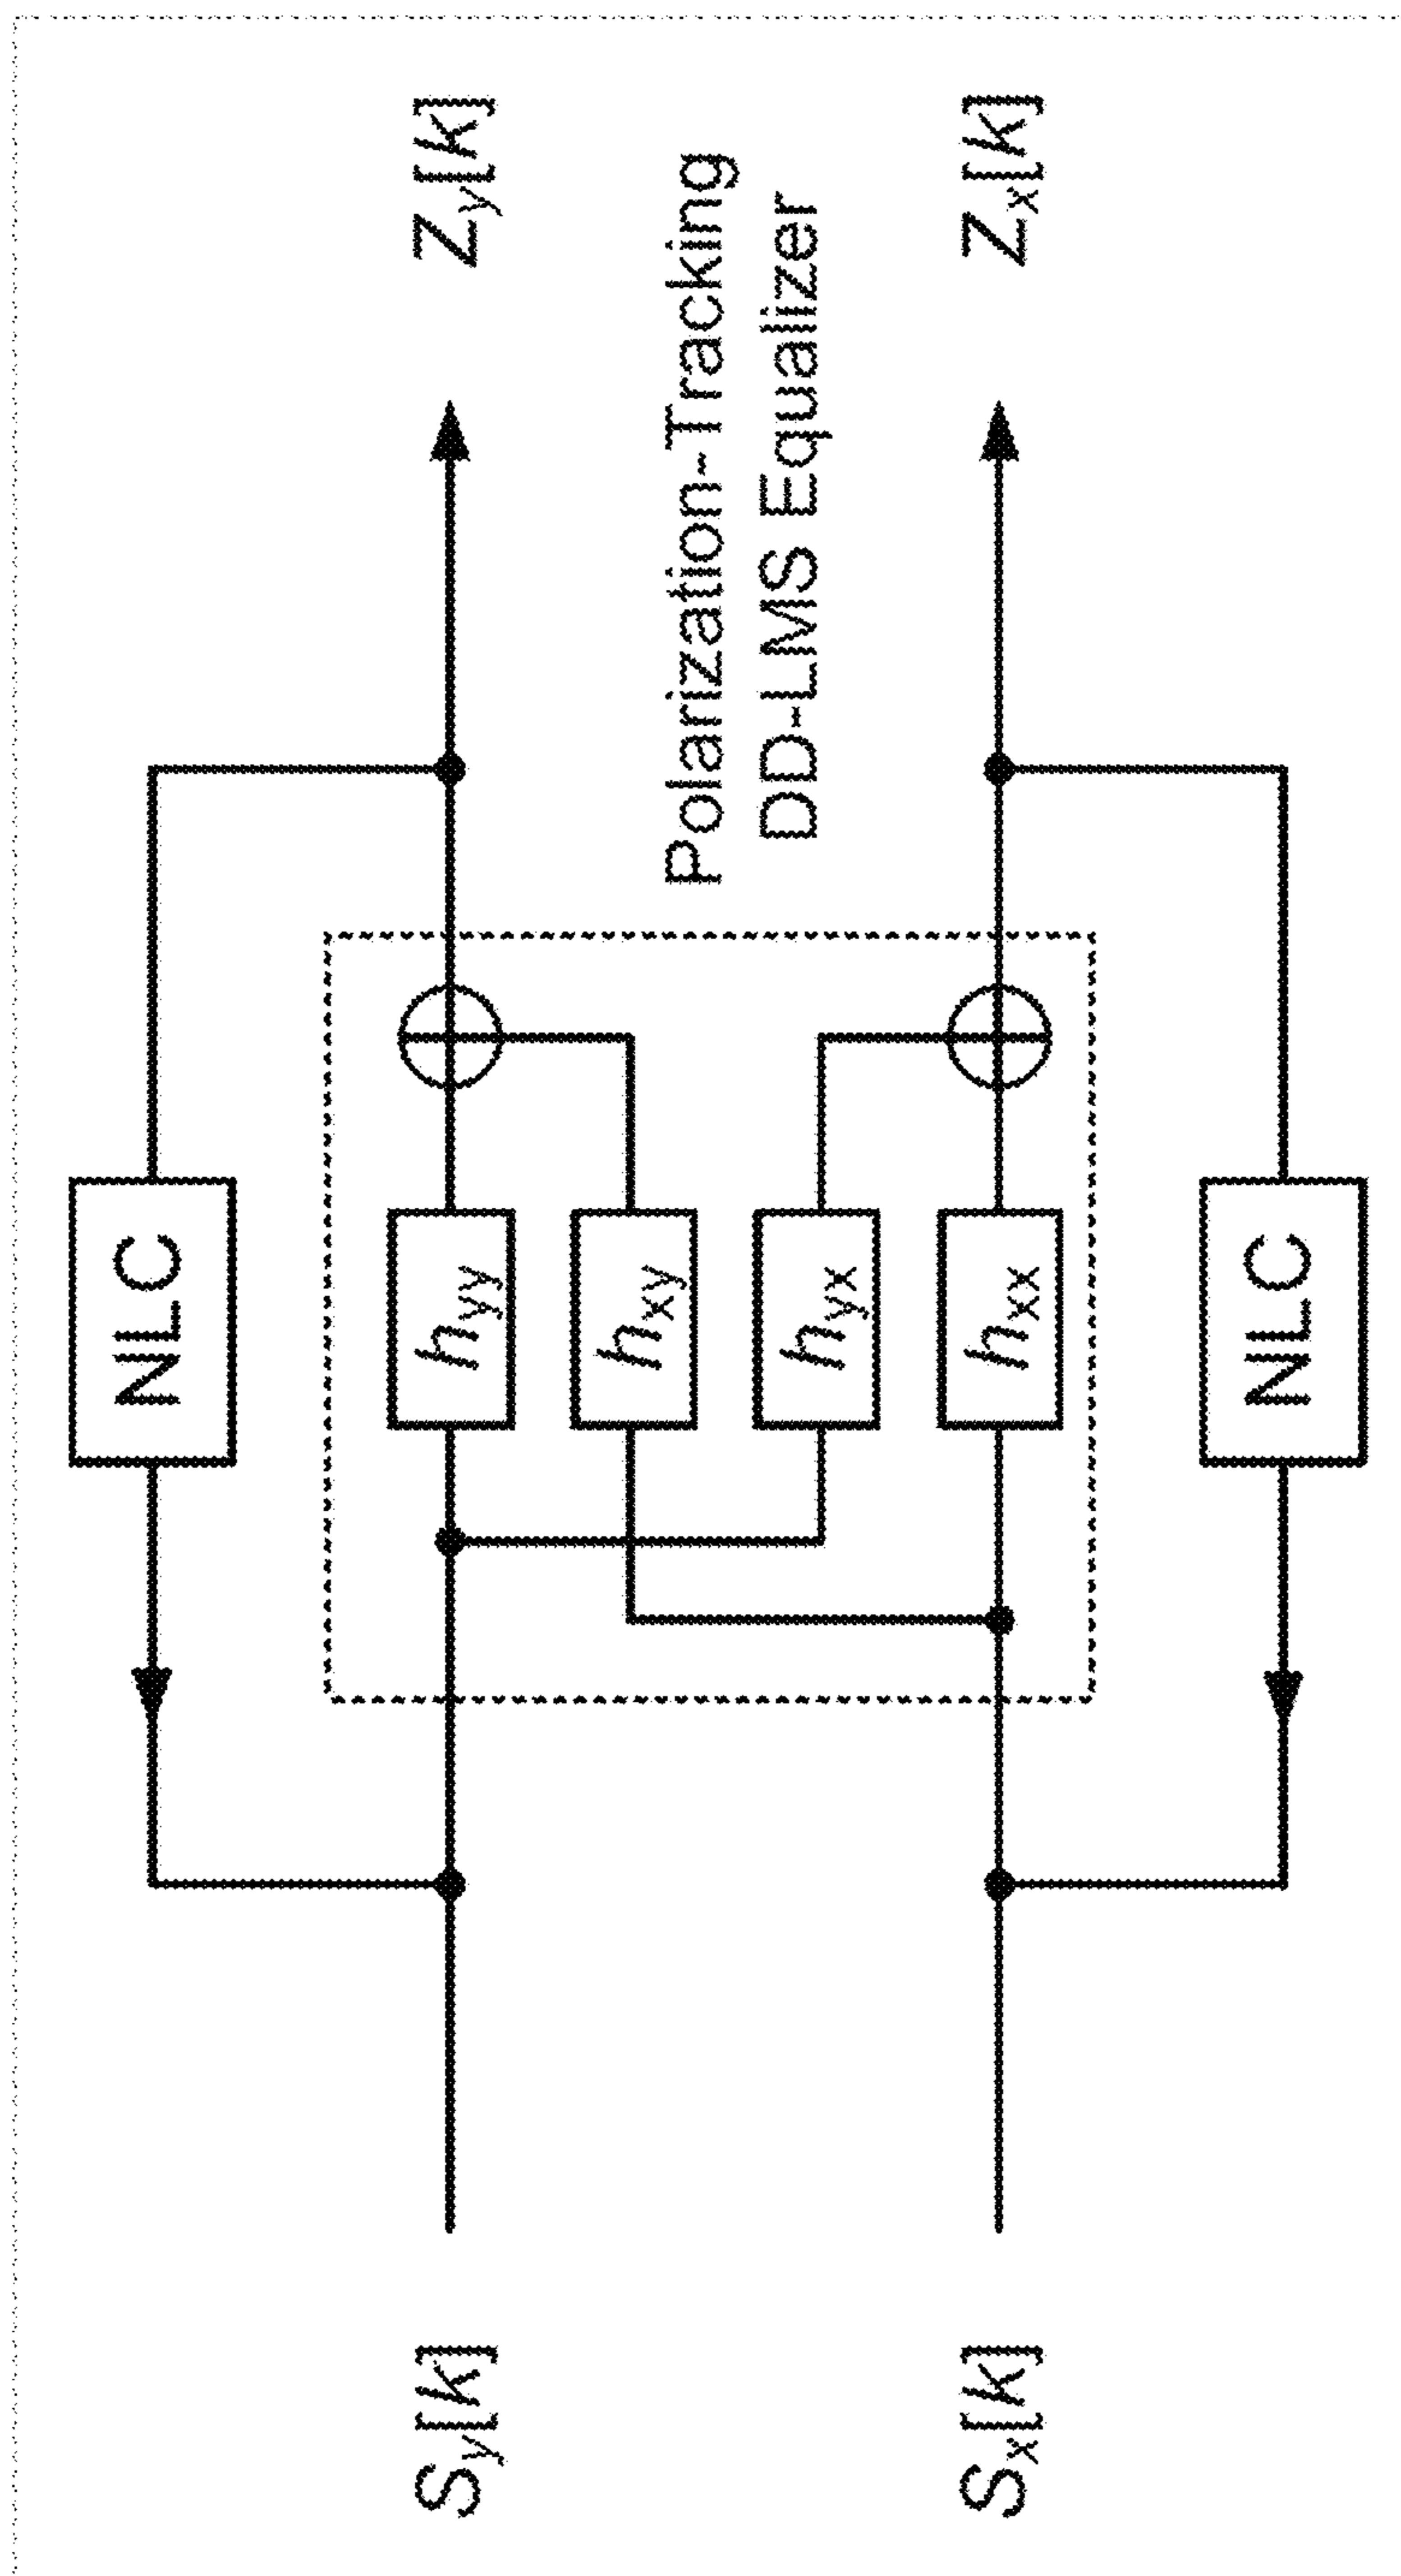 NLC
S_y[k]
h_yy
Z_y[k]
h_xy
Polarization-Tracking
DD-LMS Equalizer
h_yx
S_x[k]
h_xx
Z_x[k]
NLC